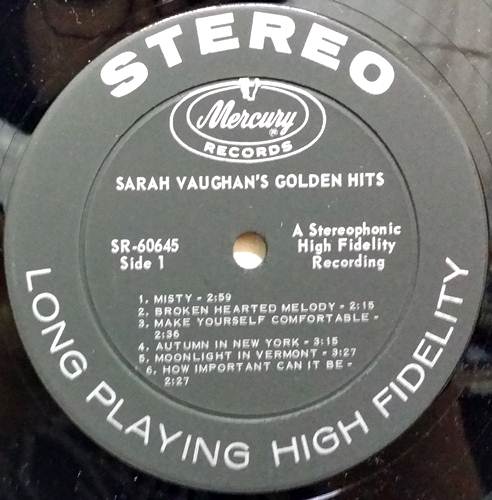 STEREO
Mercury
®
RECORDS
SARAH VAUGHAN'S GOLDEN HITS
SR-60645
Side 1
A Stereophonic
High Fidelity
Recording
1. MISTY - 2:59
2. BROKEN HEARTED MELODY - 2:15
3. MAKE YOURSELF COMFORTABLE -
2:36
4. AUTUMN IN NEW YORK - 3:15
5. MOONLIGHT IN VERMONT - 3:27
6. HOW IMPORTANT CAN IT BE -
2:27
LONG PLAYING HIGH FIDELITY